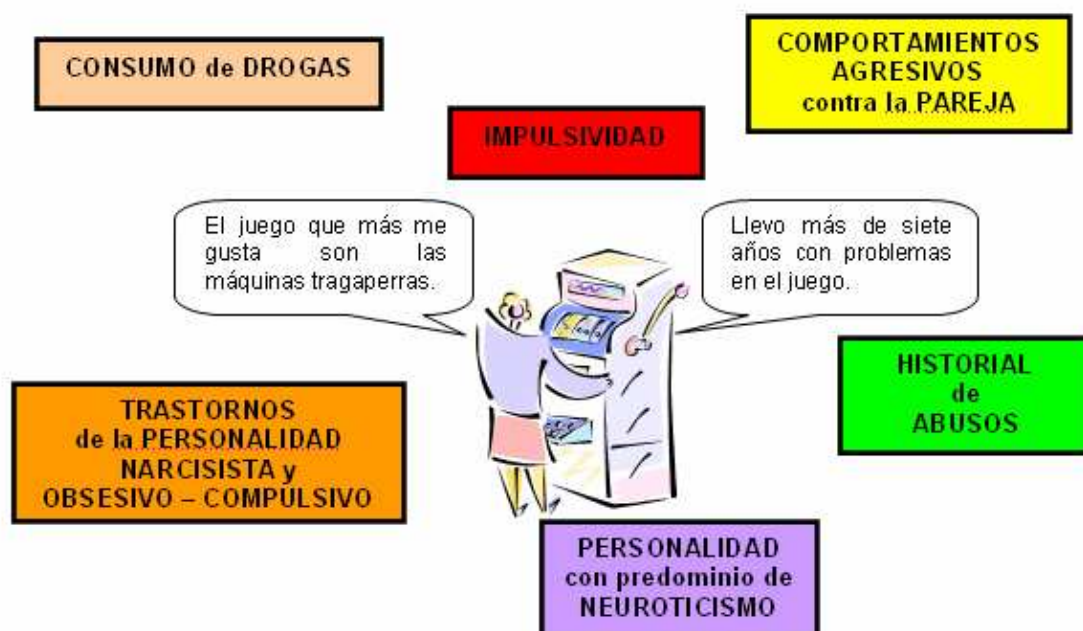 CONSUMO de DROGAS
COMPORTAMIENTOS
AGRESIVOS
contra la PAREJA
IMPULSIVIDAD
El juego que más me
gusta son las
máquinas tragaperras.
Llevo más de siete
años con problemas
en el juego.
HISTORIAL
de
ABUSOS
TRASTORNOS
de la PERSONALIDAD
NARCISISTA y
OBSESIVO – COMPULSIVO
PERSONALIDAD
con predominio de
NEUROTICISMO